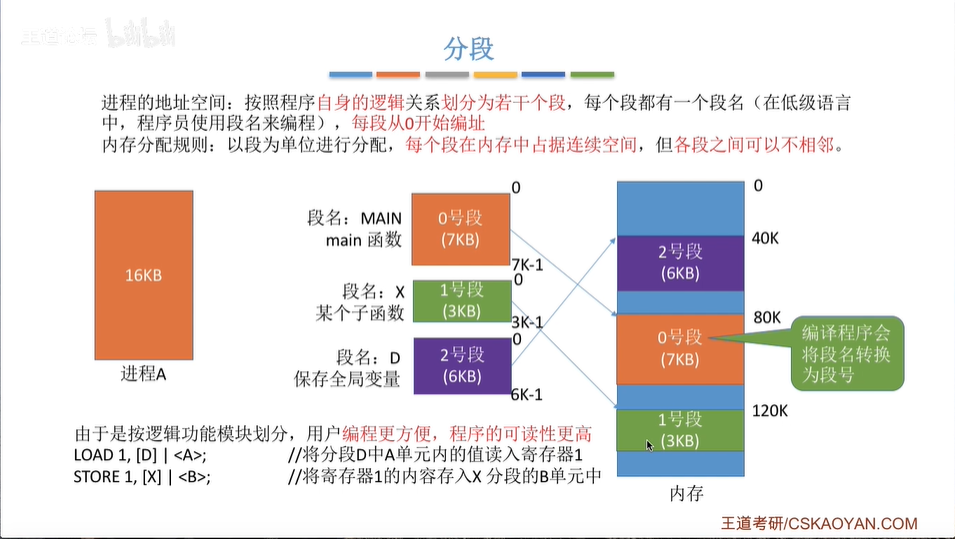 王道考研 bilibili
分段
进程的地址空间：按照程序自身的逻辑关系划分为若干个段，每个段都有一个段名（在低级语言
中，程序员使用段名来编程），每段从0开始编址
内存分配规则：以段为单位进行分配，每个段在内存中占据连续空间，但各段之间可以不相邻。
16KB
进程A
段名：MAIN
main 函数
0号段
(7KB)
0
7K-1
段名：X
某个子函数
1号段
(3KB)
0
3K-1
段名：D
保存全局变量
2号段
(6KB)
0
6K-1
0
40K
2号段
(6KB)
80K
0号段
(7KB)
120K
1号段
(3KB)
内存
编译程序会
将段名转换
为段号
由于是按逻辑功能模块划分，用户编程更方便，程序的可读性更高
LOAD 1, [D] | <A>; //将分段D中A单元内的值读入寄存器1
STORE 1, [X] | <B>; //将寄存器1的内容存入X 分段的B单元中
王道考研/CSKAOYAN.COM